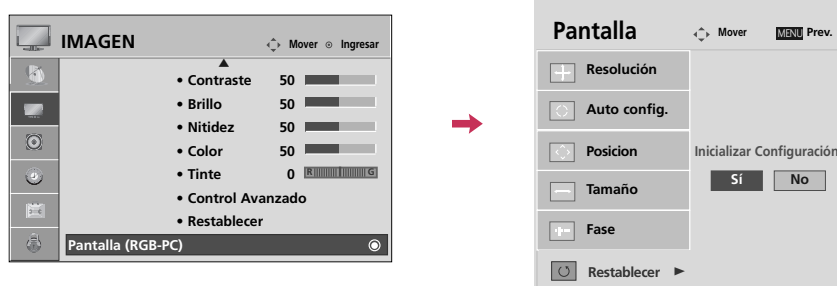 IMAGEN
Mover ⊙ Ingresar
• Contraste 50
• Brillo 50
• Nitidez 50
• Color 50
• Tinte 0 R G
• Control Avanzado
• Restablecer
Pantalla (RGB-PC)
Pantalla
Mover MENU Prev.
Resolución
Auto config.
Posicion
Tamaño
Fase
Restablecer ►
Inicializar Configuración
Sí No